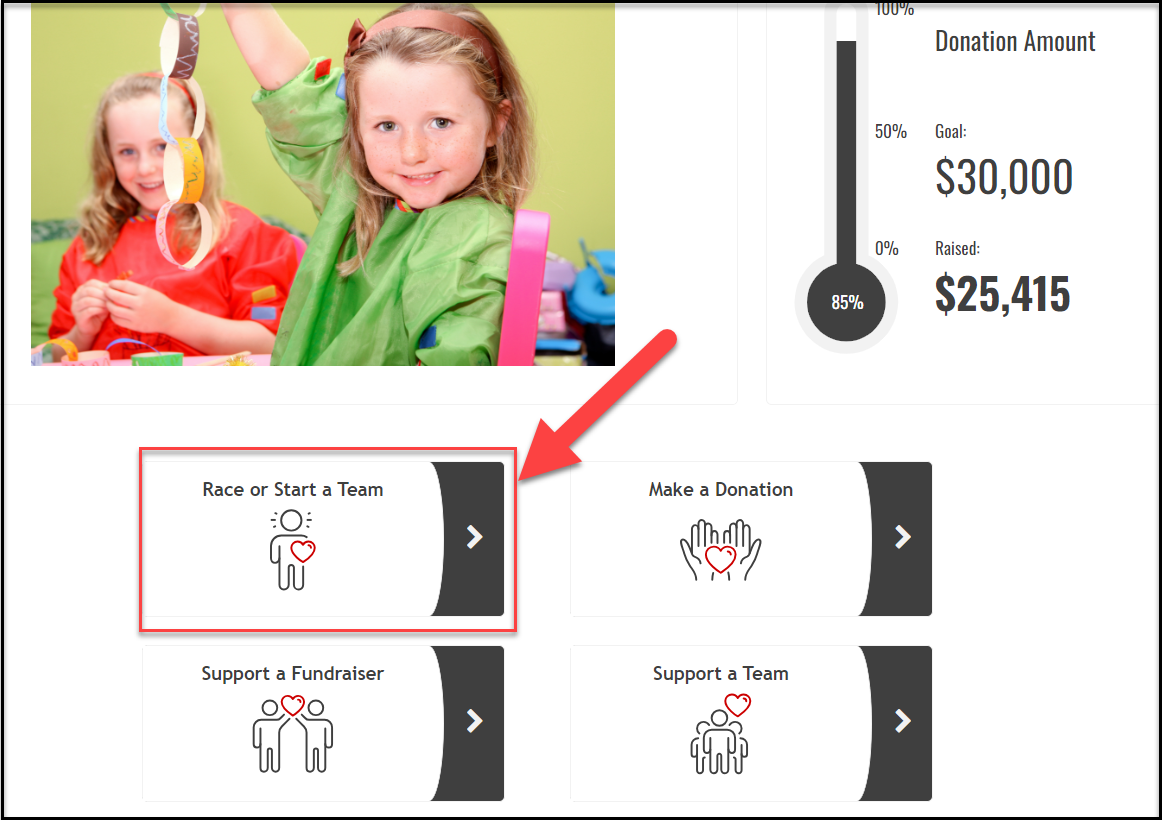 100%
Donation Amount
50%
Goal:
$30,000
0%
Raised:
$25,415
85%
Race or Start a Team
Make a Donation
Support a Fundraiser
Support a Team